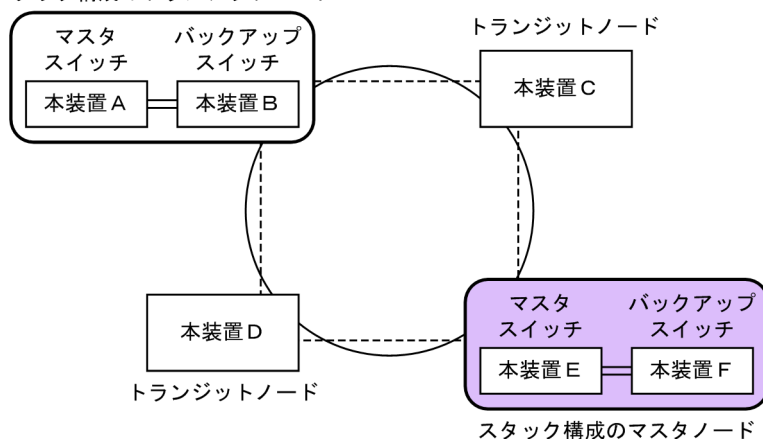 マスタ
スイッチ
バックアップ
スイッチ
本装置A
本装置B
トランジットノード
本装置C
本装置D
トランジットノード
マスタ
スイッチ
バックアップ
スイッチ
本装置E
本装置F
スタック構成のマスタノード